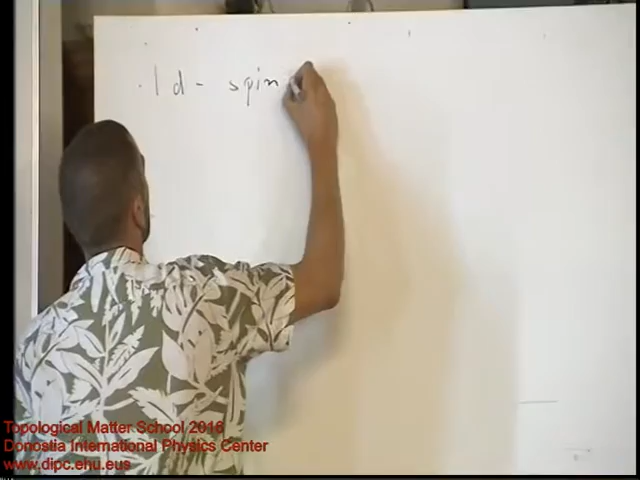 · 1d - spin
Topological Matter School 2018
Donostia International Physics Center
www.dipc.ehu.eus